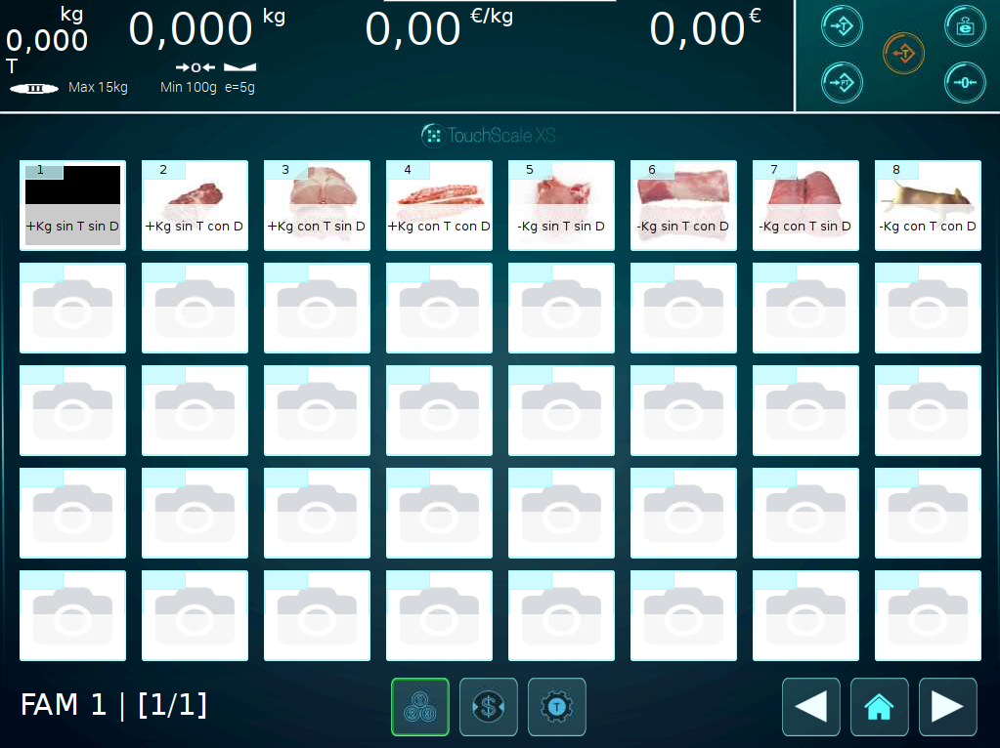 kg
0,000
T
0,000 kg
0,00 €/kg
0,00 €
→0←
Max 15kg
Min 100g e=5g
T
PT
T
e
0
TouchScale XS
1
+Kg sin T sin D
2
+Kg sin T con D
3
+Kg con T sin D
4
+Kg con T con D
5
-Kg sin T sin D
6
-Kg sin T con D
7
-Kg con T sin D
8
-Kg con T con D
FAM 1 | [1/1]
$
T